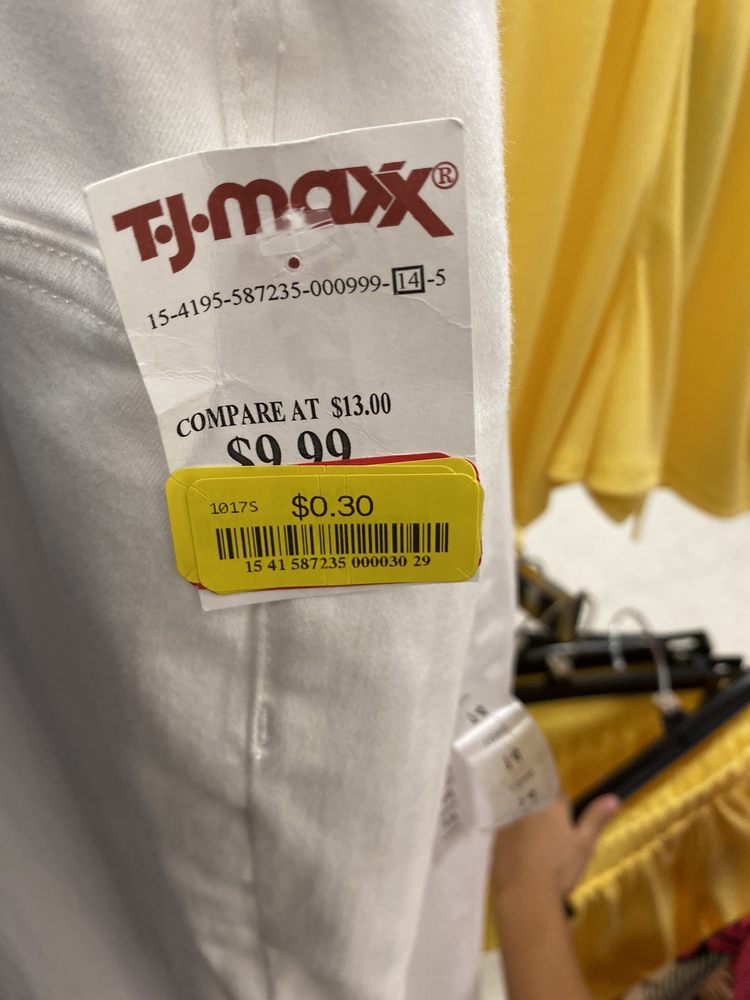 T.J.maxx®
15-4195-587235-000999-14-5
COMPARE AT $13.00
$9.99
1017S $0.30
15 41 587235 000030 29